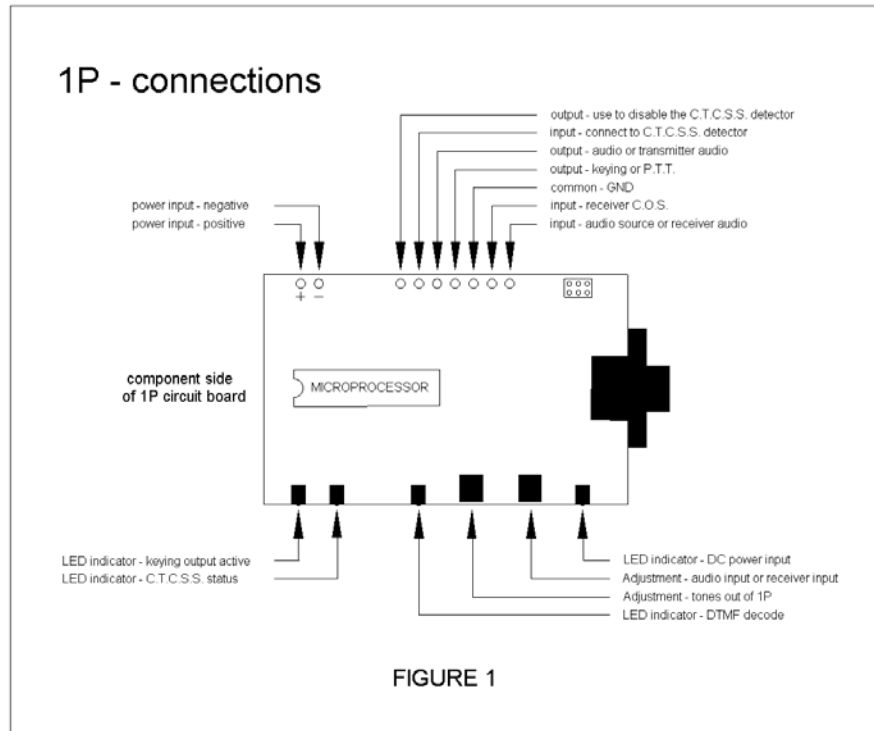 1P - connections
output - use to disable the C.T.C.S.S. detector
input - connect to C.T.C.S.S. detector
output - audio or transmitter audio
output - keying or P.T.T.
common - GND
input - receiver C.O.S.
input - audio source or receiver audio
power input - negative
power input - positive
+ −
component side
of 1P circuit board
MICROPROCESSOR
LED indicator - keying output active
LED indicator - C.T.C.S.S. status
LED indicator - DC power input
Adjustment - audio input or receiver input
Adjustment - tones out of 1P
LED indicator - DTMF decode
FIGURE 1